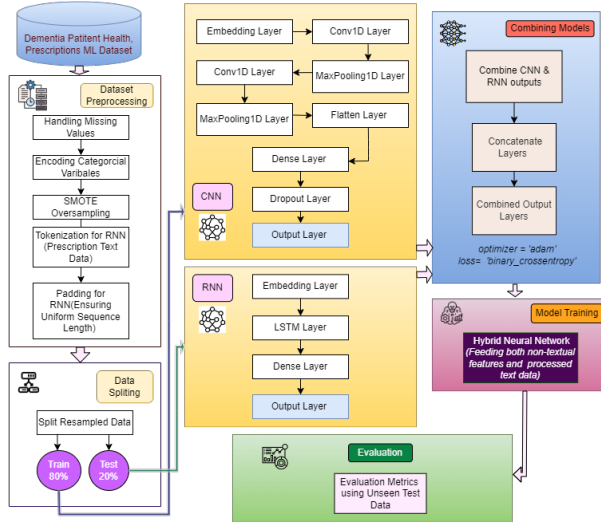 Dementia Patitent Health,
Prescriptions ML Dataset
Dataset
Preprocessing
Handling Missing
Values
Encoding Categorcial
Varibales
SMOTE
Oversampling
Tokenization for RNN
(Prescription Text
Data)
Padding for
RNN(Ensuring
Uniform Sequence
Length)
Data
Spliting
Split Resampled Data
Train
80%
Test
20%
Embedding Layer
Conv1D Layer
Conv1D Layer
MaxPooling1D Layer
MaxPooling1D Layer
Flatten Layer
Dense Layer
Dropout Layer
Output Layer
CNN
RNN
Embedding Layer
LSTM Layer
Dense Layer
Output Layer
Combining Models
Combine CNN &
RNN outputs
Concatenate
Layers
Combined Output
Layers
optimizer = 'adam'
loss= 'binary_crossentropy'
Model Training
Hybrid Neural Network
(Feeding both non-textual
features and processed
text data)
Evaluation
Evaluation Metrics
using Unseen Test
Data